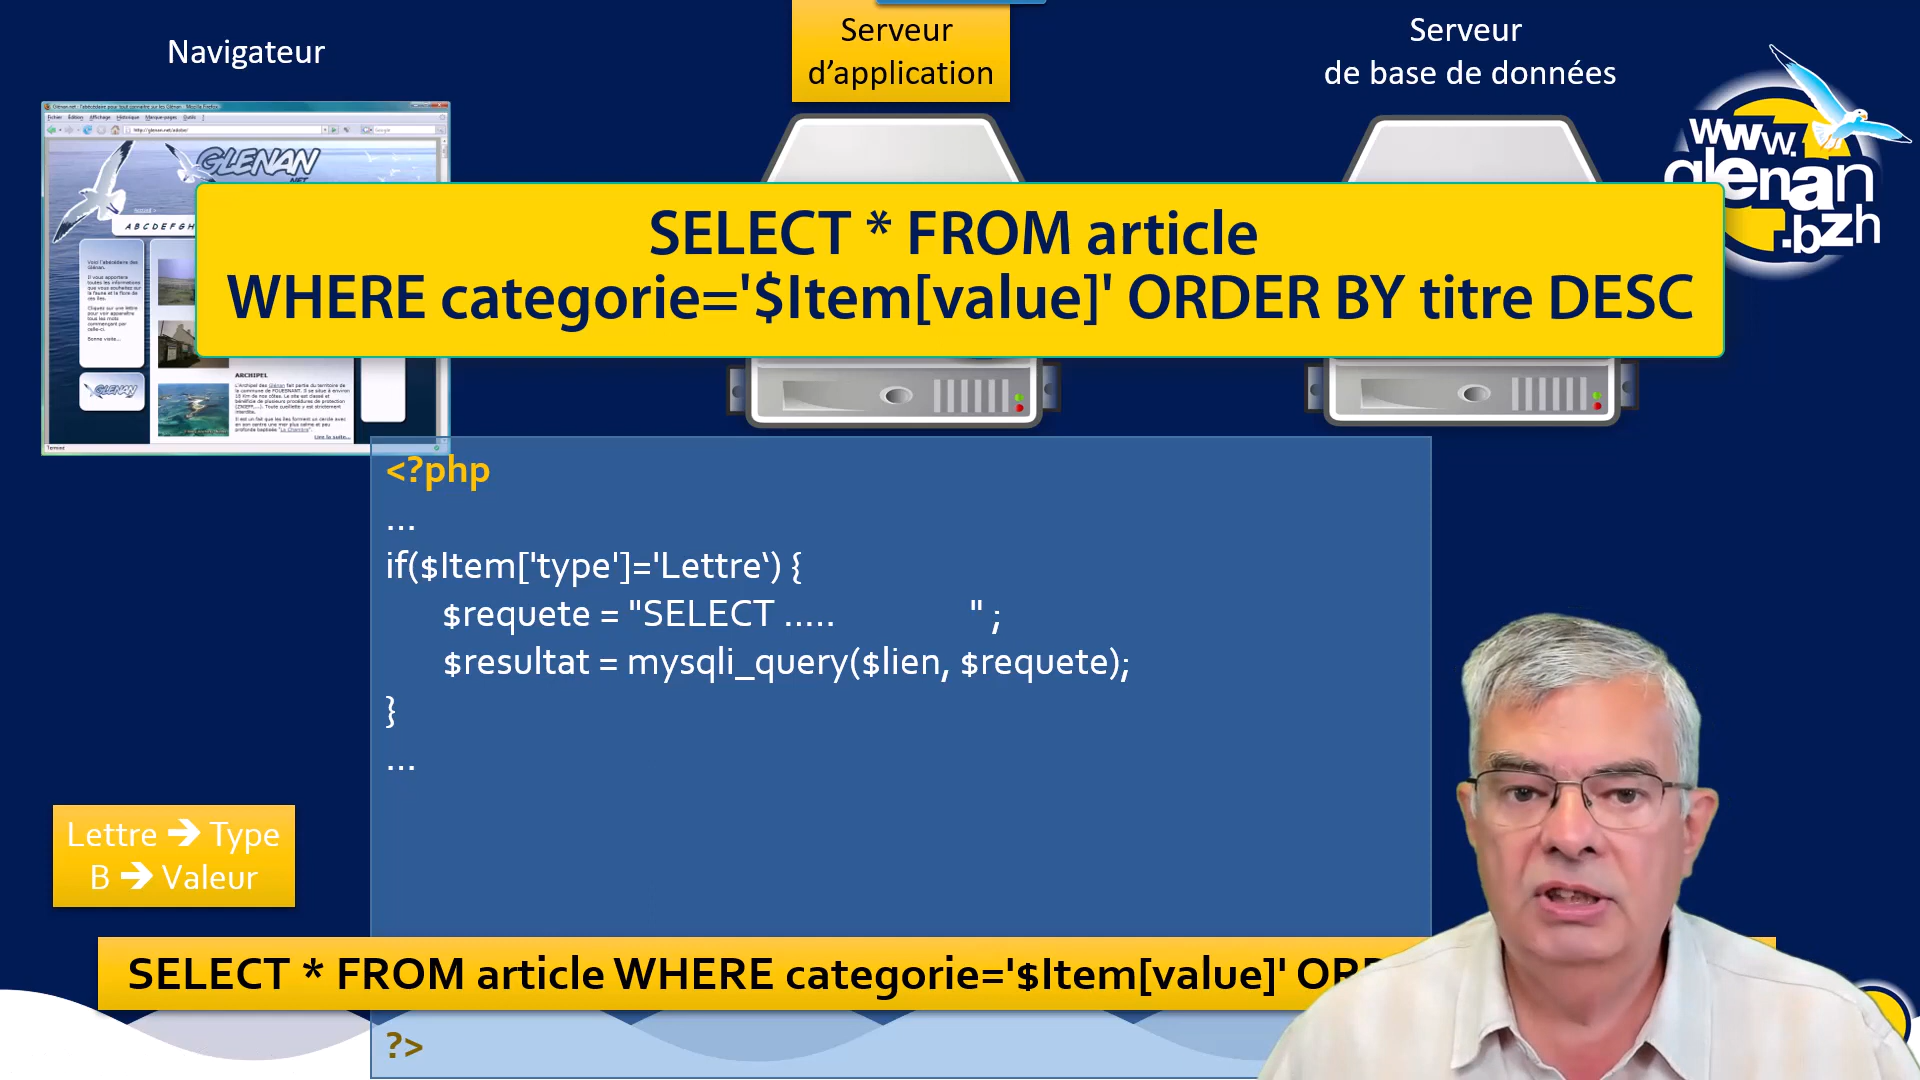 Navigateur
Serveur
d’application
Serveur
de base de données
www.
glenan
.bzh
GLENAN
SELECT * FROM article
WHERE categorie='$Item[value]' ORDER BY titre DESC
ARCHIPEL
<?php
...
if($Item['type']='Lettre‘) {
$requete = "SELECT ..... " ;
$resultat = mysqli_query($lien, $requete);
}
...
Lettre ➔ Type
B ➔ Valeur
SELECT * FROM article WHERE categorie='$Item[value]'
?>